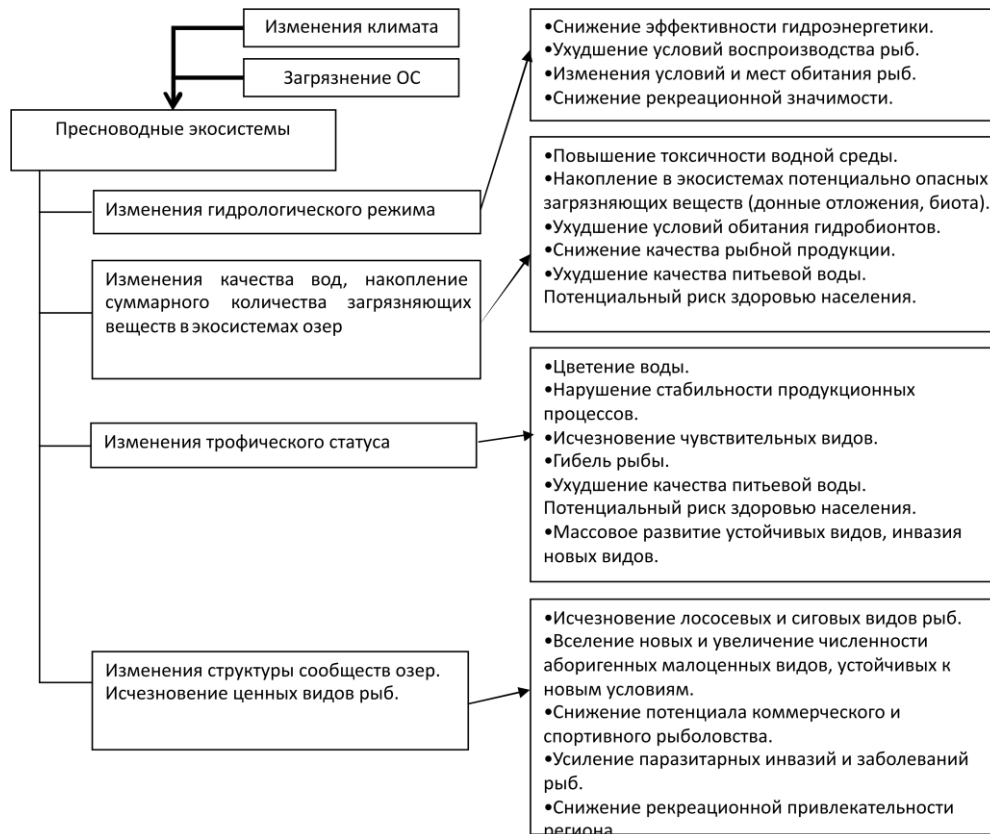 Изменения климата
Загрязнение ОС
Пресноводные экосистемы
Изменения гидрологического режима
•Снижение эффективности гидроэнергетики.
•Ухудшение условий воспроизводства рыб.
•Изменения условий и мест обитания рыб.
•Снижение рекреационной значимости.
Изменения качества вод, накопление
суммарного количества загрязняющих
веществ в экосистемах озер
•Повышение токсичности водной среды.
•Накопление в экосистемах потенциально опасных
загрязняющих веществ (донные отложения, биота).
•Ухудшение условий обитания гидробионтов.
•Снижение качества рыбной продукции.
•Ухудшение качества питьевой воды.
Потенциальный риск здоровью населения.
Изменения трофического статуса
•Цветение воды.
•Нарушение стабильности продукционных
процессов.
•Исчезновение чувствительных видов.
•Гибель рыбы.
•Ухудшение качества питьевой воды.
Потенциальный риск здоровью населения.
•Массовое развитие устойчивых видов, инвазия
новых видов.
Изменения структуры сообществ озер.
Исчезновение ценных видов рыб.
•Исчезновение лососевых и сиговых видов рыб.
•Вселение новых и увеличение численности
аборигенных малоценных видов, устойчивых к
новым условиям.
•Снижение потенциала коммерческого и
спортивного рыболовства.
•Усиление паразитарных инвазий и заболеваний
рыб.
•Снижение рекреационной привлекательности
региона